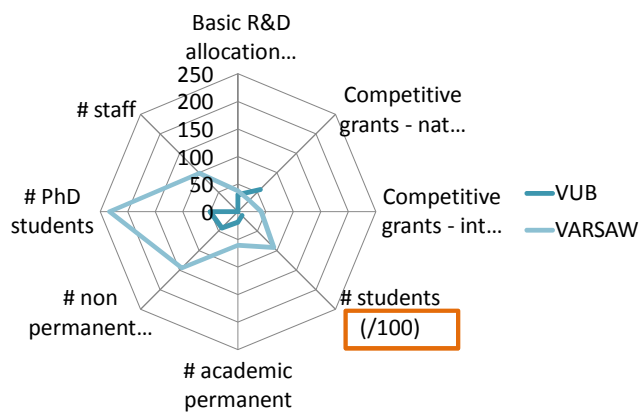 Basic R&D
allocation...
250
200
150
100
50
0
Competitive
grants - nat...
Competitive
grants - int...
# students
(/100)
# academic
permanent
# non
permanent...
# PhD
students
# staff
VUB
VARSAW